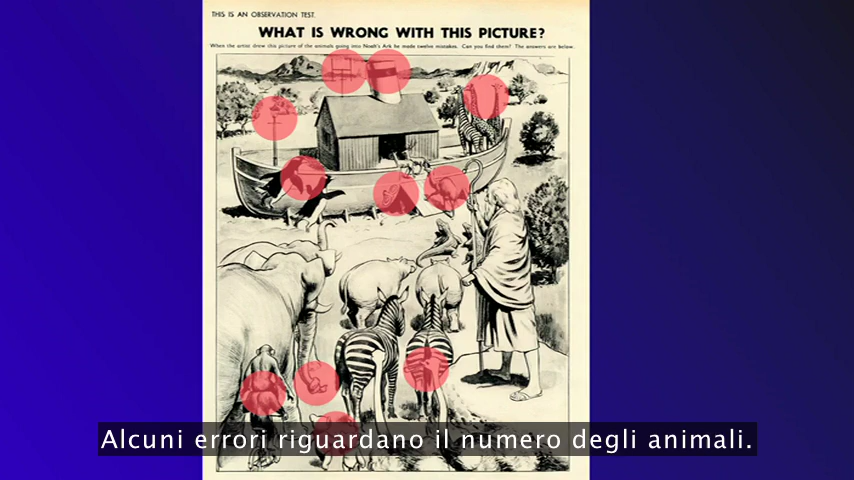 THIS IS AN OBSERVATION TEST.
WHAT IS WRONG WITH THIS PICTURE?
When the artist drew this picture of the animals going into Noah's Ark he made twelve mistakes. Can you find them? The answers are below.
Alcuni errori riguardano il numero degli animali.